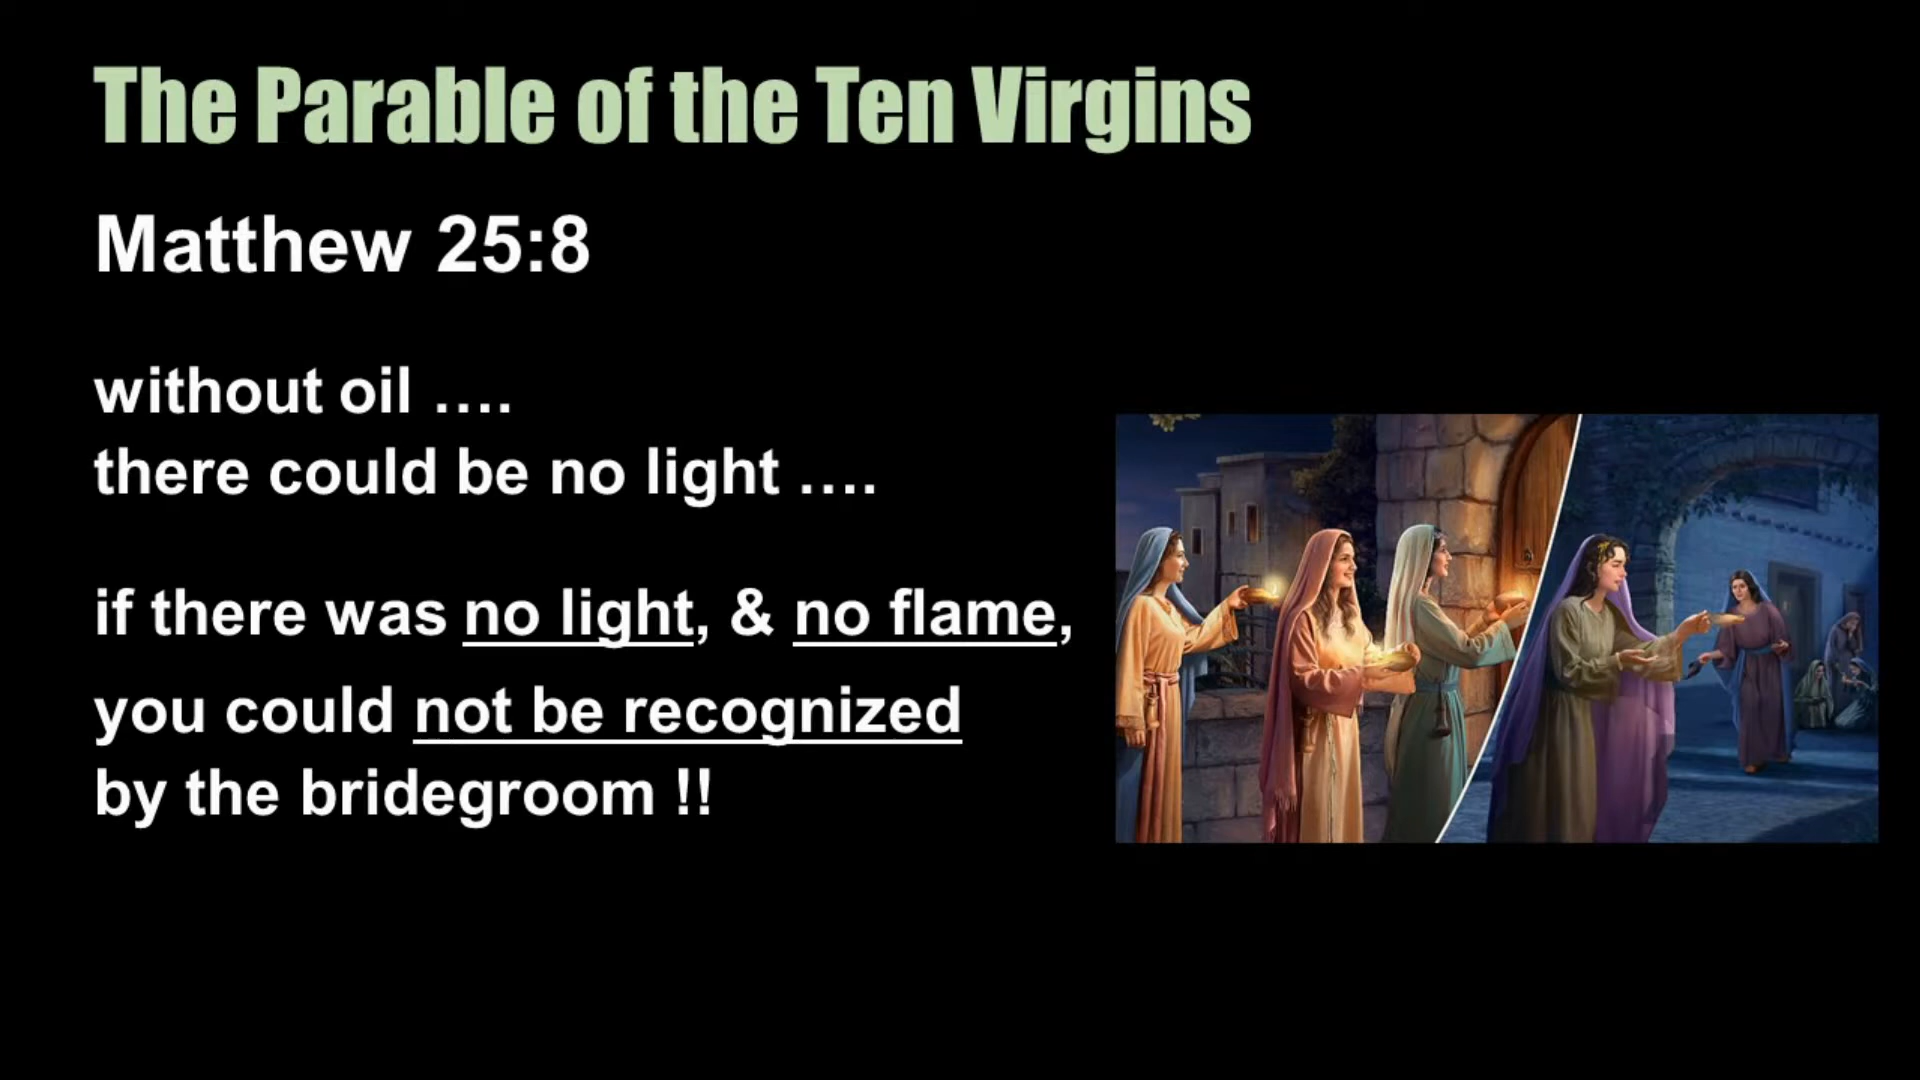 The Parable of the Ten Virgins
Matthew 25:8
without oil ....
there could be no light ....
if there was no light, & no flame,
you could not be recognized
by the bridegroom !!